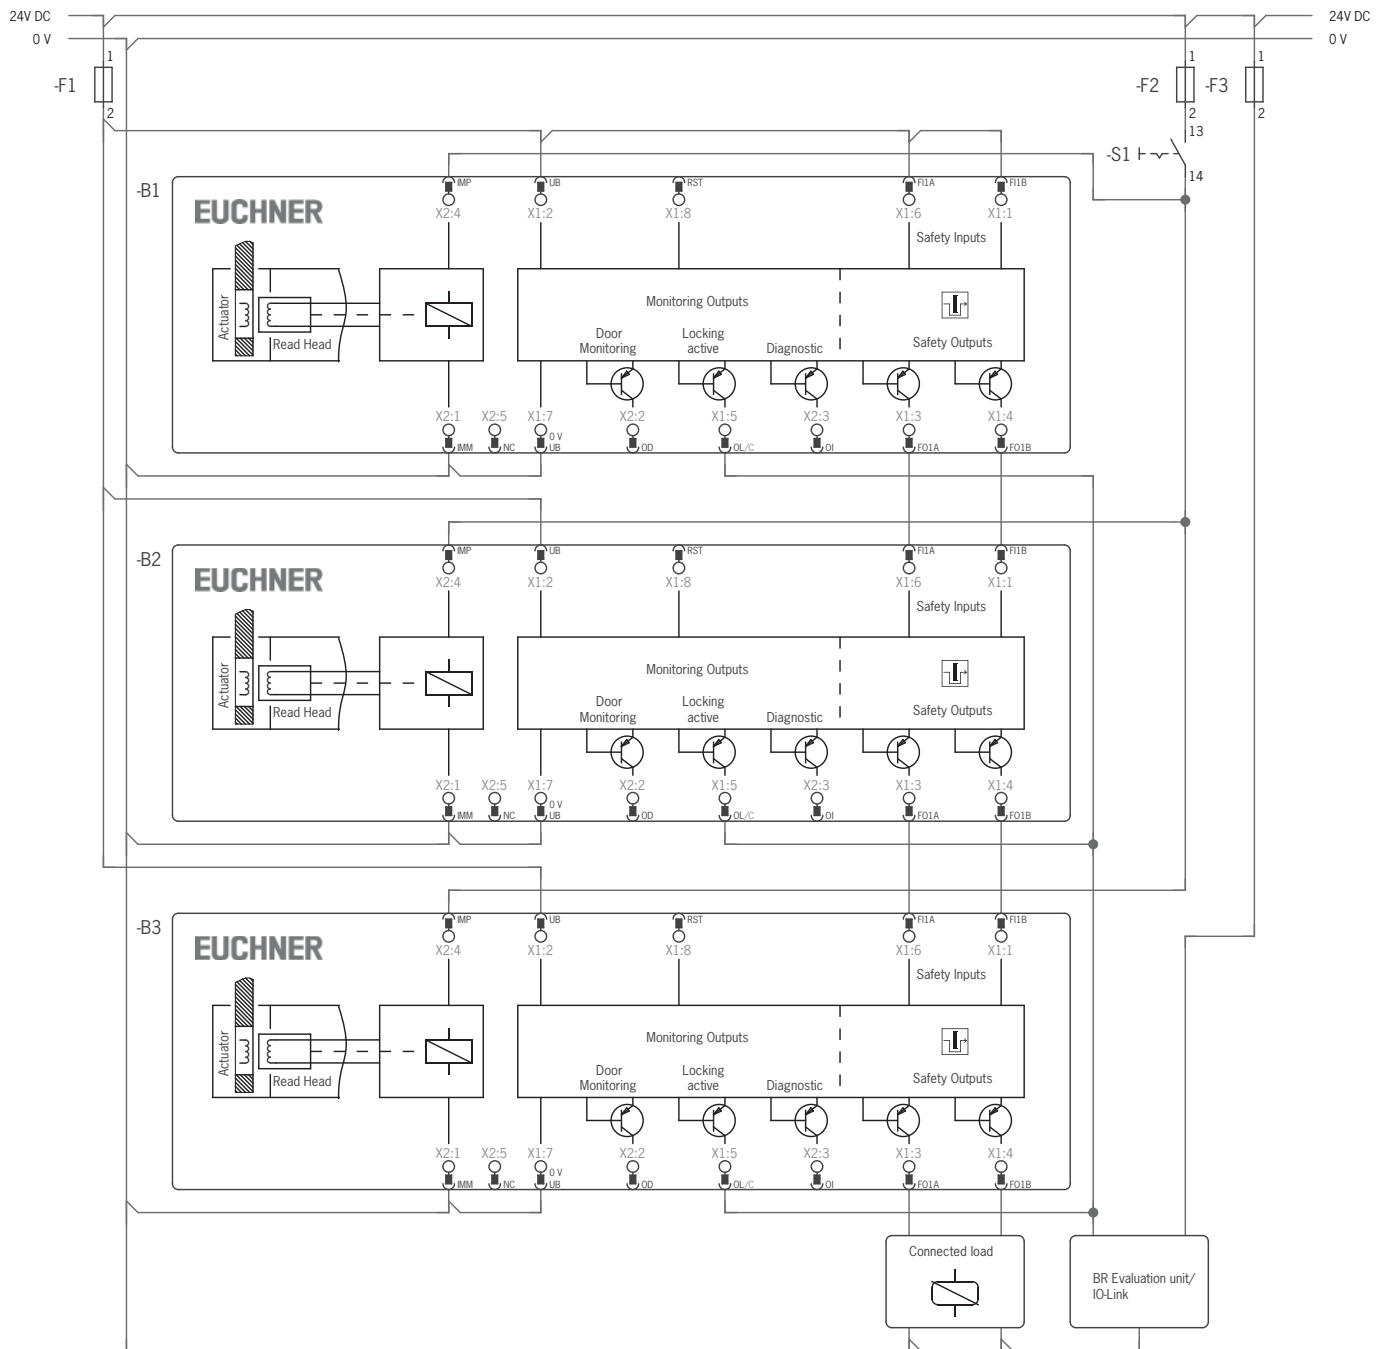 24V DC
24V DC
0 V
0 V
1
1
1
-F1
-F2
-F3
2
2
2
13
-S1
14
-B1
IMP
UB
RST
FI1A
FI1B
EUCHNER
X2:4
X1:2
X1:8
X1:6
X1:1
Safety Inputs
Actuator
Read Head
Monitoring Outputs
Door
Monitoring
Locking
active
Diagnostic
Safety Outputs
X2:1
X2:5
X1:7
X2:2
X1:5
X2:3
X1:3
X1:4
IMM
NC
0 V
UB
OD
OL/C
OI
FO1A
FO1B
-B2
IMP
UB
RST
FI1A
FI1B
EUCHNER
X2:4
X1:2
X1:8
X1:6
X1:1
Safety Inputs
Actuator
Read Head
Monitoring Outputs
Door
Monitoring
Locking
active
Diagnostic
Safety Outputs
X2:1
X2:5
X1:7
X2:2
X1:5
X2:3
X1:3
X1:4
IMM
NC
0 V
UB
OD
OL/C
OI
FO1A
FO1B
-B3
IMP
UB
RST
FI1A
FI1B
EUCHNER
X2:4
X1:2
X1:8
X1:6
X1:1
Safety Inputs
Actuator
Read Head
Monitoring Outputs
Door
Monitoring
Locking
active
Diagnostic
Safety Outputs
X2:1
X2:5
X1:7
X2:2
X1:5
X2:3
X1:3
X1:4
IMM
NC
0 V
UB
OD
OL/C
OI
FO1A
FO1B
Connected load
BR Evaluation unit/
IO-Link